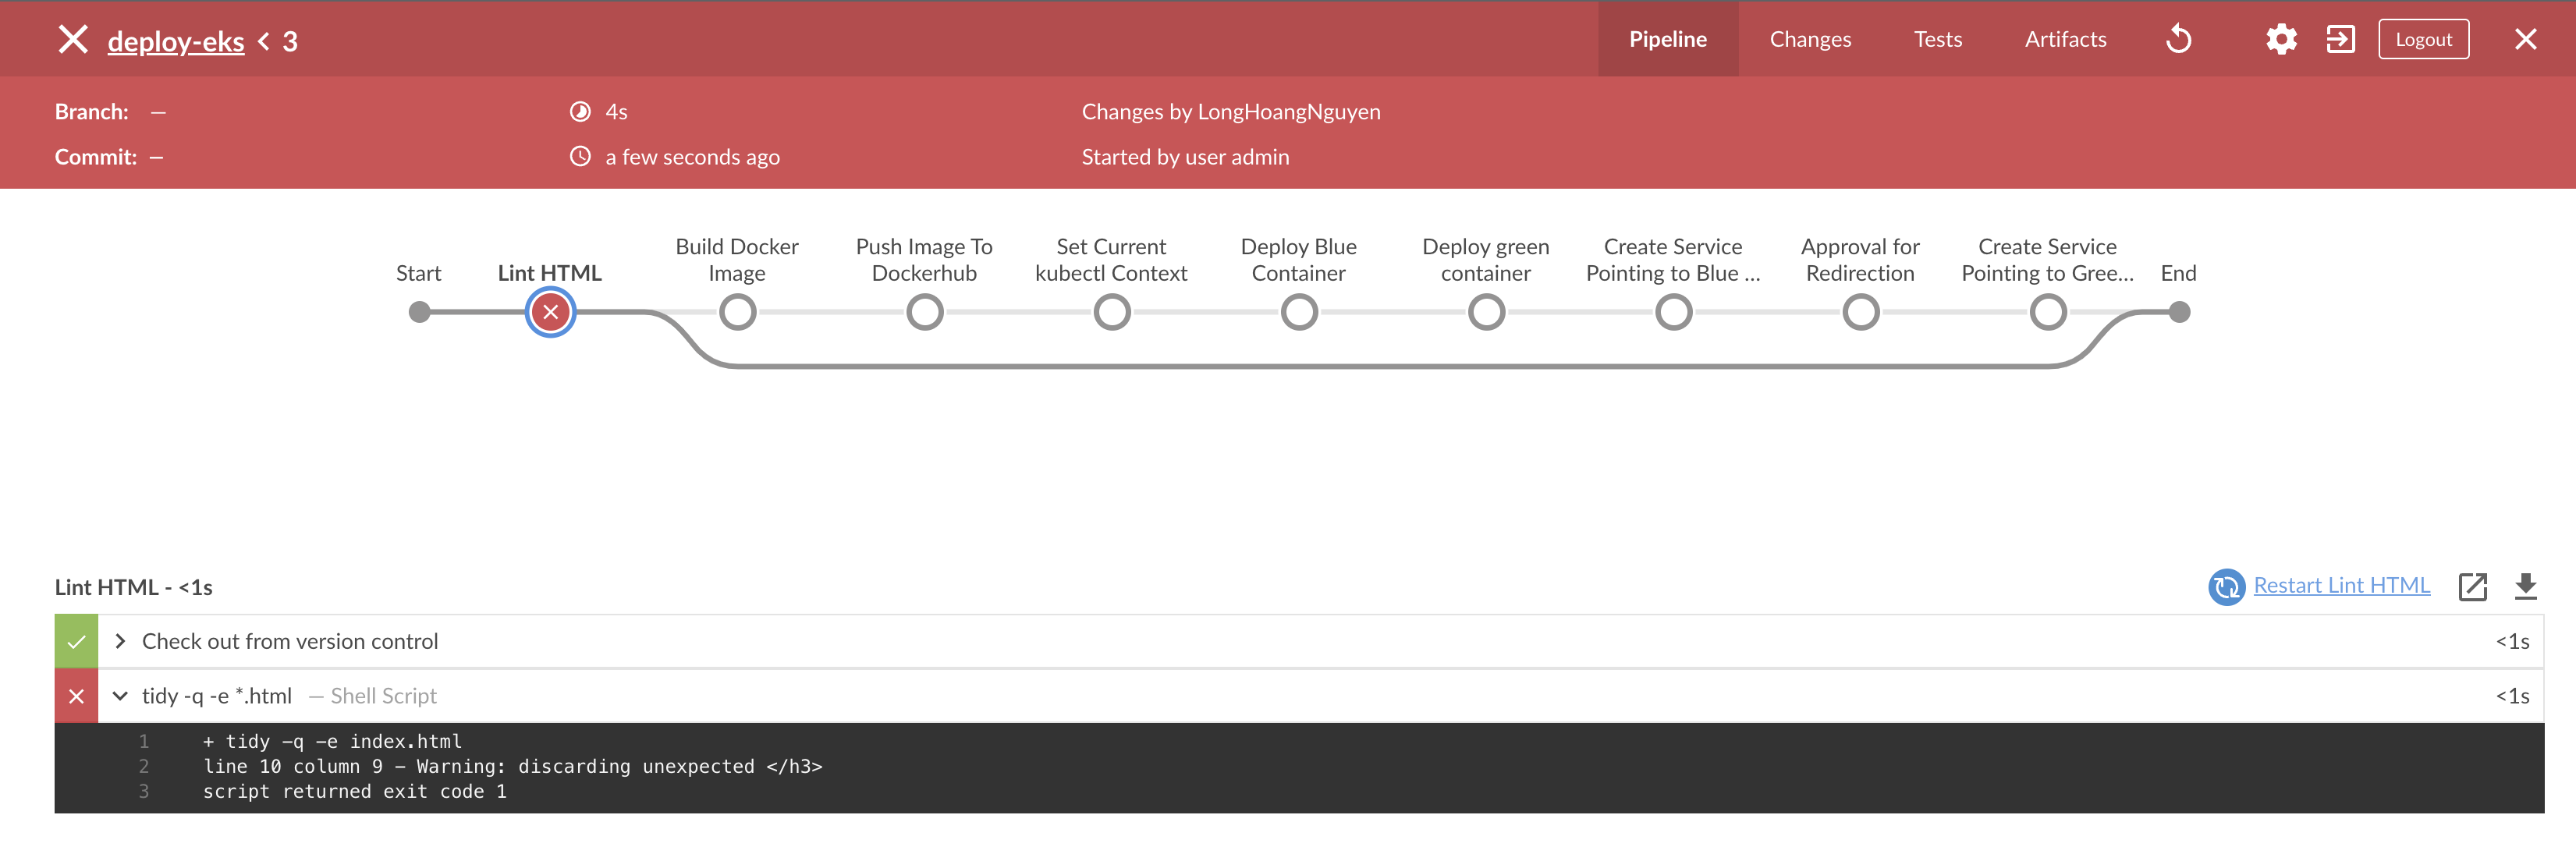 deploy-eks < 3
Pipeline
Changes
Tests
Artifacts
Logout
Branch: —
4s
Changes by LongHoangNguyen
Commit: —
a few seconds ago
Started by user admin
Start
Lint HTML
Build Docker
Image
Push Image To
Dockerhub
Set Current
kubectl Context
Deploy Blue
Container
Deploy green
container
Create Service
Pointing to Blue ...
Approval for
Redirection
Create Service
Pointing to Gree...
End
Lint HTML - <1s
Restart Lint HTML
Check out from version control
<1s
tidy -q -e *.html — Shell Script
<1s
1 + tidy -q -e index.html
2 line 10 column 9 - Warning: discarding unexpected </h3>
3 script returned exit code 1